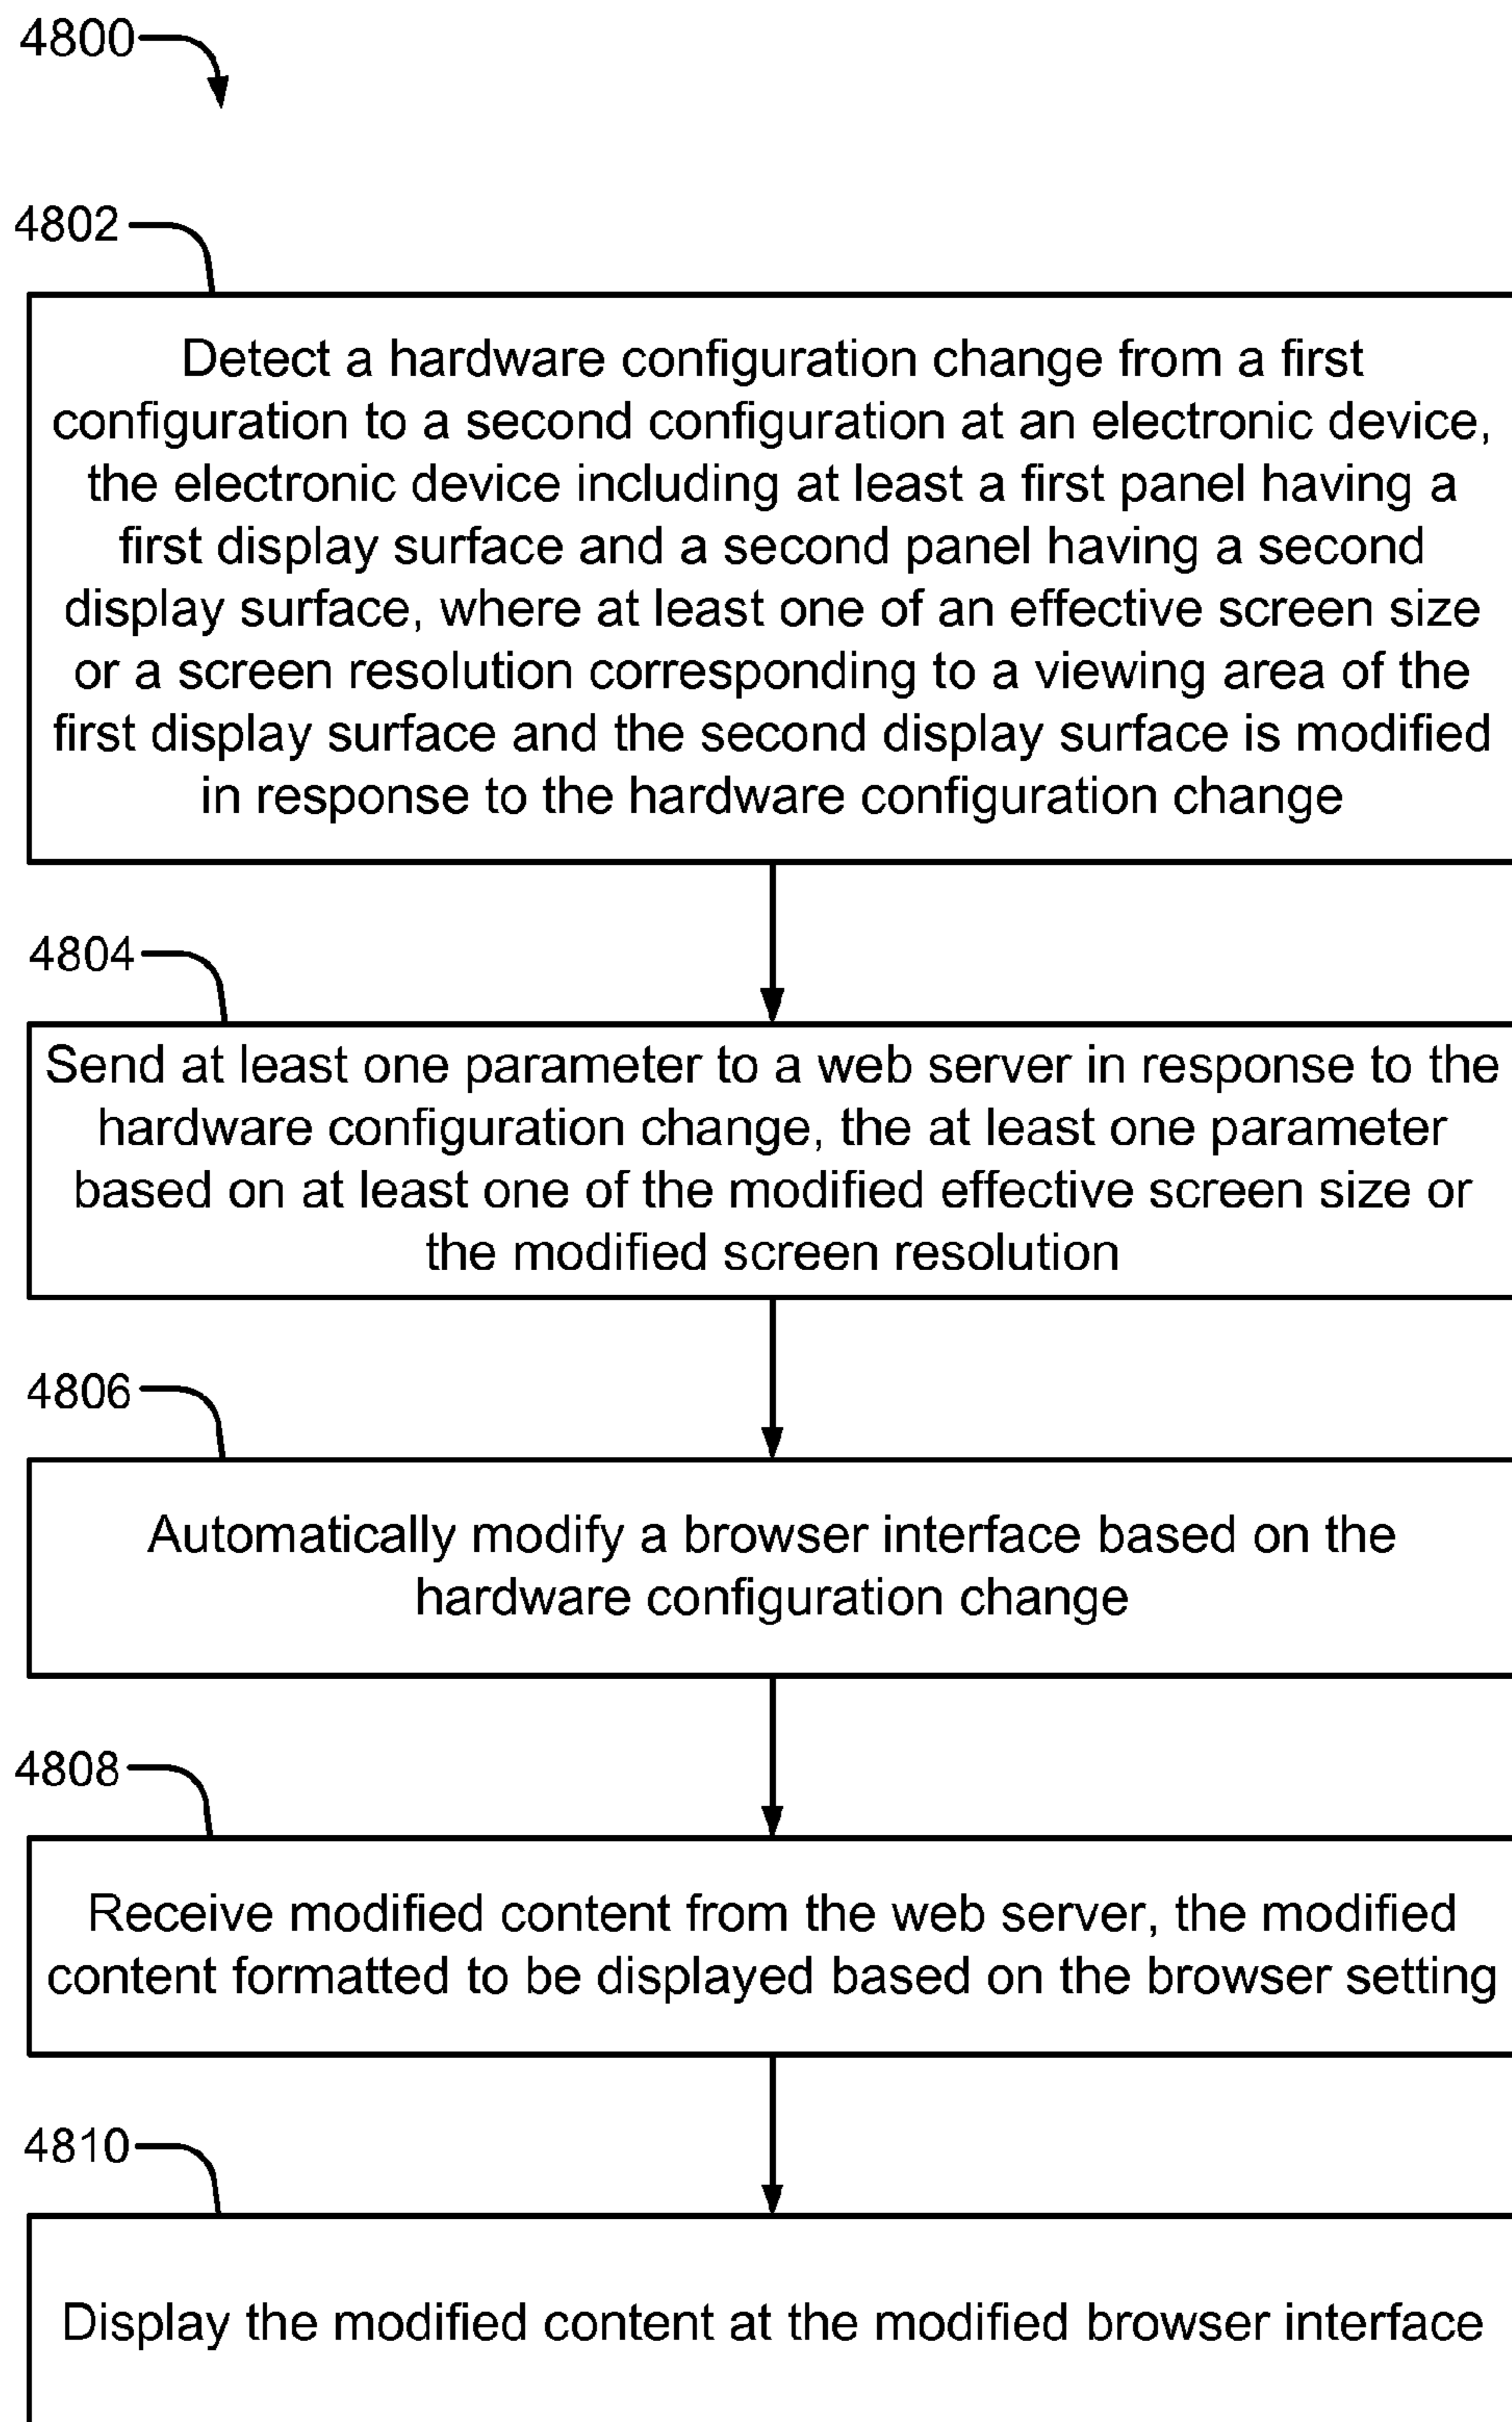 4800
4802
Detect a hardware configuration change from a first
configuration to a second configuration at an electronic device,
the electronic device including at least a first panel having a
first display surface and a second panel having a second
display surface, where at least one of an effective screen size
or a screen resolution corresponding to a viewing area of the
first display surface and the second display surface is modified
in response to the hardware configuration change
4804
Send at least one parameter to a web server in response to the
hardware configuration change, the at least one parameter
based on at least one of the modified effective screen size or
the modified screen resolution
4806
Automatically modify a browser interface based on the
hardware configuration change
4808
Receive modified content from the web server, the modified
content formatted to be displayed based on the browser setting
4810
Display the modified content at the modified browser interface